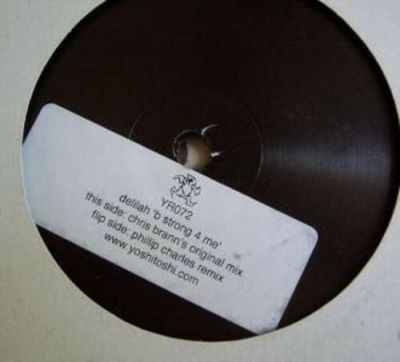 YR072
delilah 'b strong 4 me'
this side: chris brann's original mix
flip side: philip charles remix
www.yoshitoshi.com